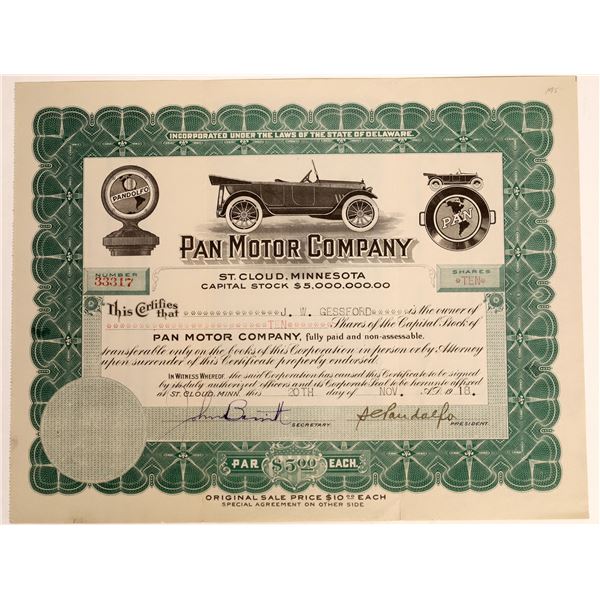 M5
INCORPORATED UNDER THE LAWS OF THE STATE OF DELAWARE.
PANDOLFO
PAN
PAN MOTOR COMPANY
ST. CLOUD, MINNESOTA
CAPITAL STOCK $5,000,000.00
NUMBER
33317
SHARES
*TEN*
This Certifies that J. W. GESSFORD is the owner of
TEN Shares of the Capital Stock of
PAN MOTOR COMPANY, fully paid and non-assessable.
transferable only on the books of this Corporation in person or by Attorney
upon surrender of this Certificate properly endorsed.
IN WITNESS WHEREOF, the said Corporation has caused this Certificate to be signed
by its duly authorized officers and its Corporate Seal to be hereunto affixed
AT ST. CLOUD, MINN. this 20TH day of NOV. A.D. 1918.
John Barritt
SECRETARY
S C Pandolfo
PRESIDENT.
PAR $5.00 EACH.
ORIGINAL SALE PRICE $10.00 EACH
SPECIAL AGREEMENT ON OTHER SIDE